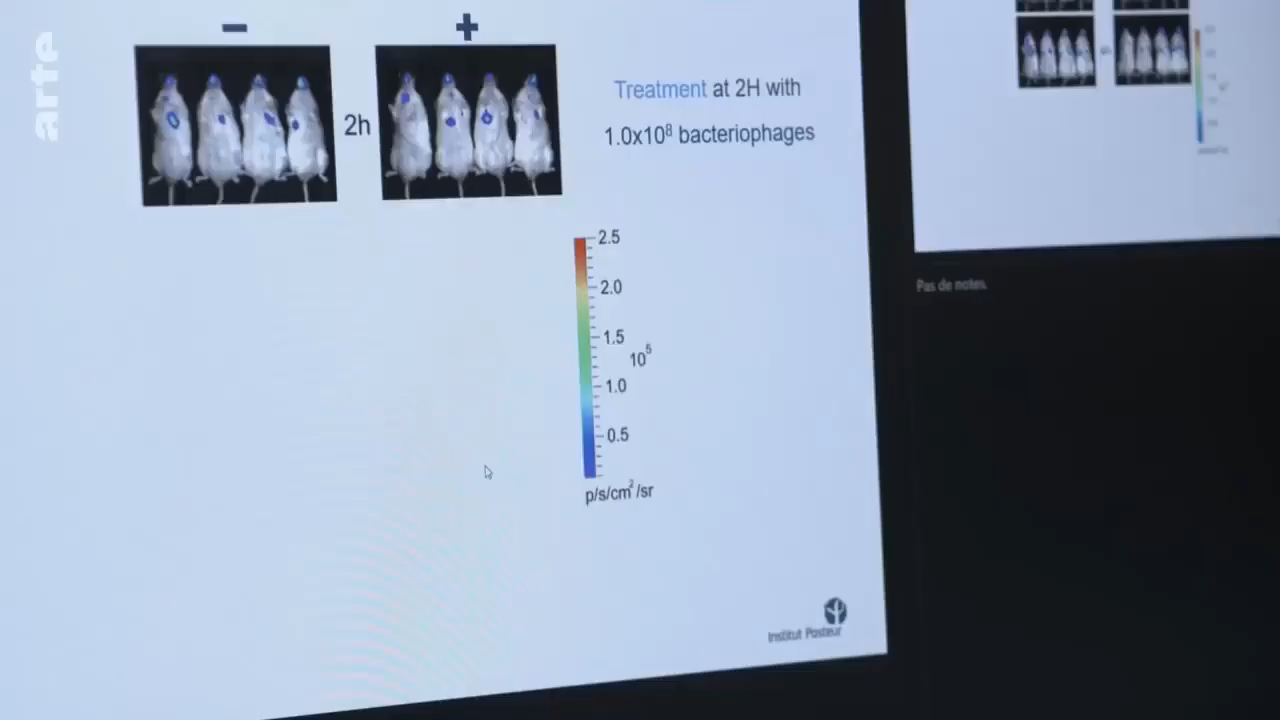 arte
− +
2h
Treatment at 2H with
1.0x10⁸ bacteriophages
2.5
2.0
1.5
10⁵
1.0
0.5
p/s/cm²/sr
Institut Pasteur
Pas de notes.